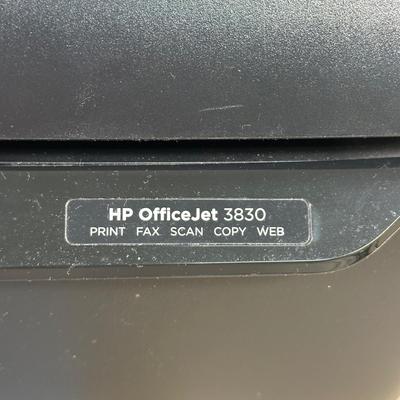 HP OfficeJet 3830
PRINT FAX SCAN COPY WEB